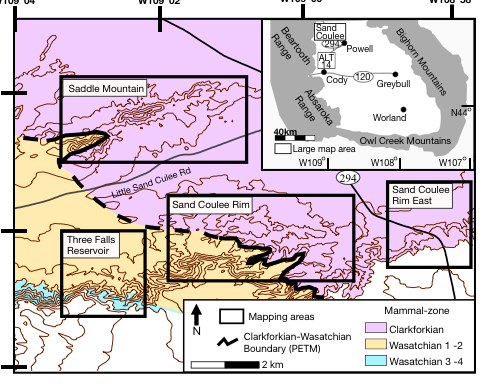 W109°04'
W109°02'
W109°00'
W108°58'
Sand
Coulee
294
Powell
ALT
14
Cody
120
Greybull
Worland
Beartooth
Range
Bighorn Mountains
Absaroka
Range
Owl Creek Mountains
N44°
40km
Large map area
W109°
W108°
W107°
Saddle Mountain
Little Sand Culee Rd
294
Sand Coulee Rim
Sand Coulee
Rim East
Three Falls
Reservoir
N
Mapping areas
Clarkforkian-Wasatchian
Boundary (PETM)
2 km
Mammal-zone
Clarkforkian
Wasatchian 1 -2
Wasatchian 3 -4